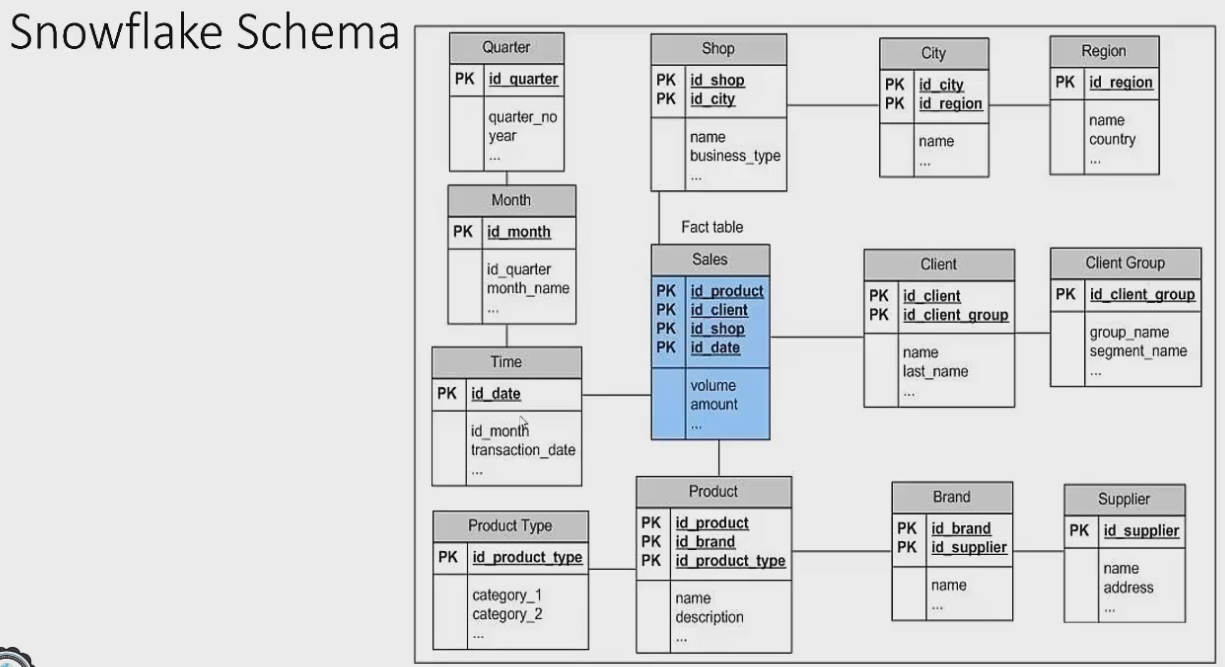 Snowflake Schema
Quarter
PK id_quarter
quarter_no
year
...
Shop
PK id_shop
PK id_city
name
business_type
...
City
PK id_city
PK id_region
name
...
Region
PK id_region
name
country
...
Month
PK id_month
id_quarter
month_name
...
Fact table
Sales
PK id_product
PK id_client
PK id_shop
PK id_date
volume
amount
...
Client
PK id_client
PK id_client_group
name
last_name
...
Client Group
PK id_client_group
group_name
segment_name
...
Time
PK id_date
id_month
transaction_date
...
Product Type
PK id_product_type
category_1
category_2
...
Product
PK id_product
PK id_brand
PK id_product_type
name
description
...
Brand
PK id_brand
PK id_supplier
name
...
Supplier
PK id_supplier
name
address
...